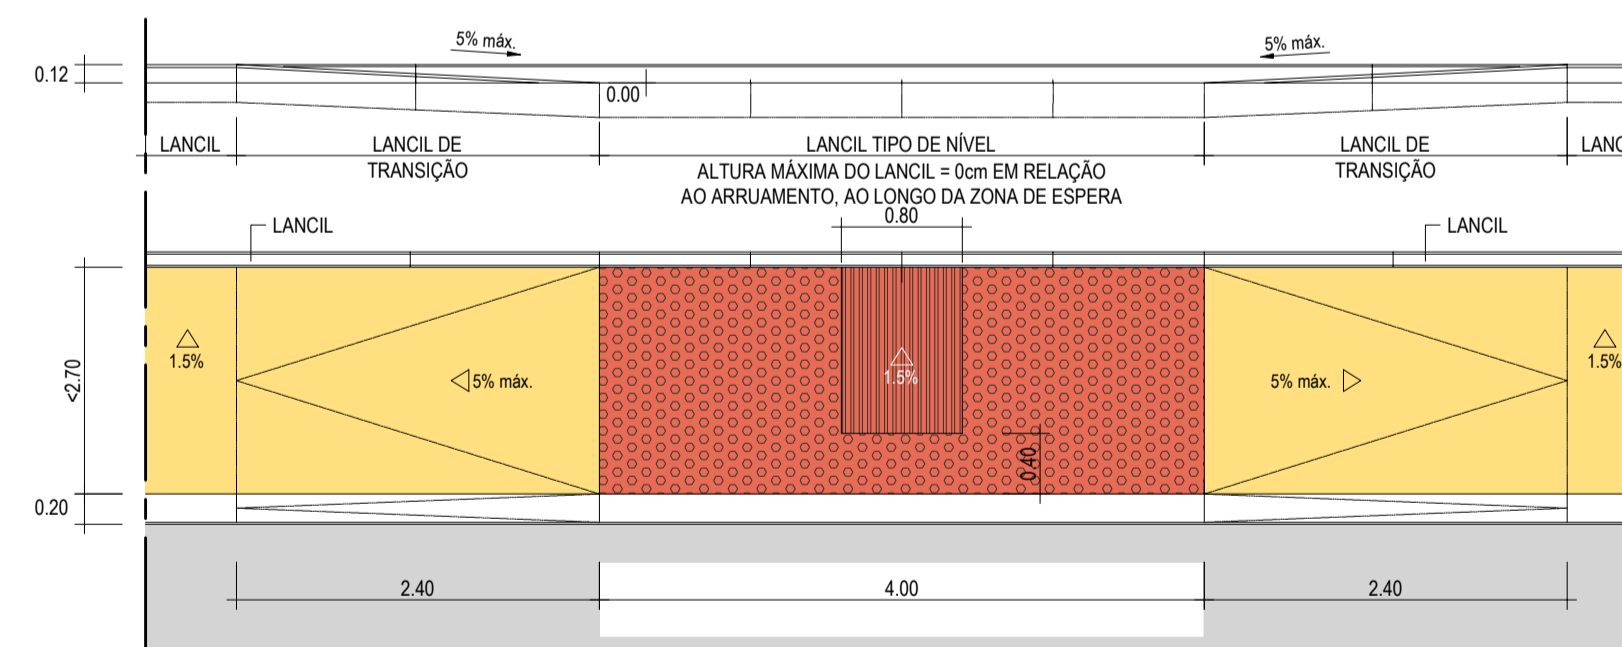 5% máx.
5% máx.
0.12
0.00
LANCIL
LANCIL DE
TRANSIÇÃO
LANCIL TIPO DE NÍVEL
ALTURA MÁXIMA DO LANCIL = 0cm EM RELAÇÃO
AO ARRUAMENTO, AO LONGO DA ZONA DE ESPERA
LANCIL DE
TRANSIÇÃO
LANC
0.80
LANCIL
LANCIL
<2.70
1.5%
5% máx.
1.5%
5% máx.
1.5%
0.40
0.20
2.40
4.00
2.40